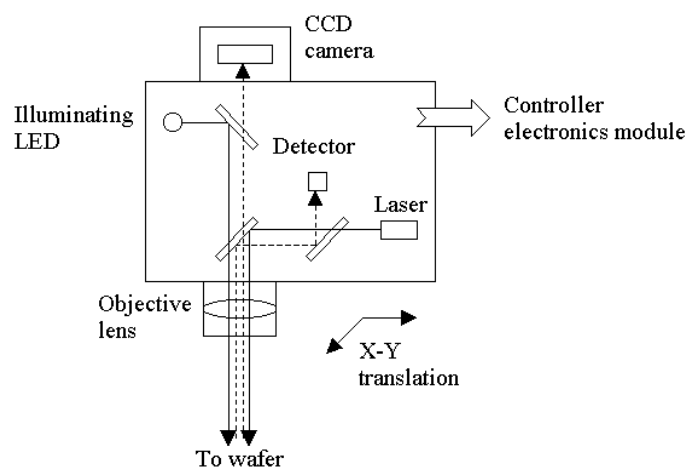 CCD
camera
Illuminating
LED
Controller
electronics module
Detector
Laser
Objective
lens
X-Y
translation
To wafer